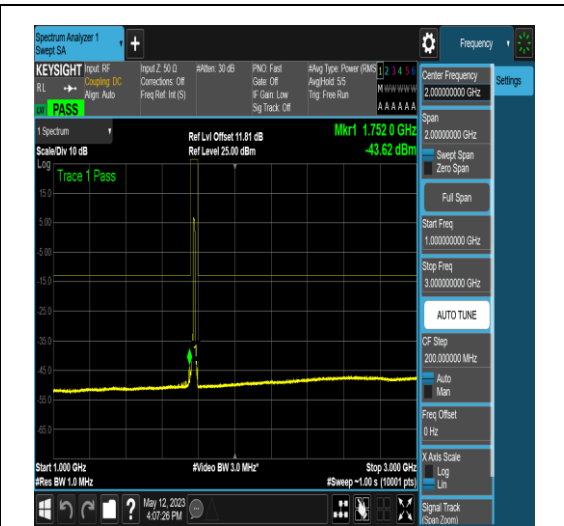 Spectrum Analyzer 1
Swept SA
+
Frequency
KEYSIGHT Input: RF
RL
Coupling: DC
Align: Auto
PASS
Input Z: 50 Ω
Corrections: Off
Freq Ref: Int (S)
#Atten: 30 dB
PNO: Fast
Gate: Off
IF Gain: Low
Sig Track: Off
#Avg Type: Power (RMS
Avg|Hold: 5/5
Trig: Free Run
1 2 3 4 5 6
M W W W W W
A A A A A A
1 Spectrum
Scale/Div 10 dB
Ref Lvl Offset 11.81 dB
Ref Level 25.00 dBm
Mkr1 1.752 0 GHz
-43.62 dBm
Log
Trace 1 Pass
15.0
5.00
-5.00
-15.0
-25.0
-35.0
-45.0
-55.0
-65.0
Start 1.000 GHz
#Res BW 1.0 MHz
#Video BW 3.0 MHz*
Stop 3.000 GHz
#Sweep ~1.00 s (10001 pts)
Center Frequency
2.000000000 GHz
Settings
Span
2.00000000 GHz
Swept Span
Zero Span
Full Span
Start Freq
1.000000000 GHz
Stop Freq
3.000000000 GHz
AUTO TUNE
CF Step
200.000000 MHz
Auto
Man
Freq Offset
0 Hz
X Axis Scale
Log
Lin
Signal Track
(Span Zoom)
?
May 12, 2023
4:07:26 PM